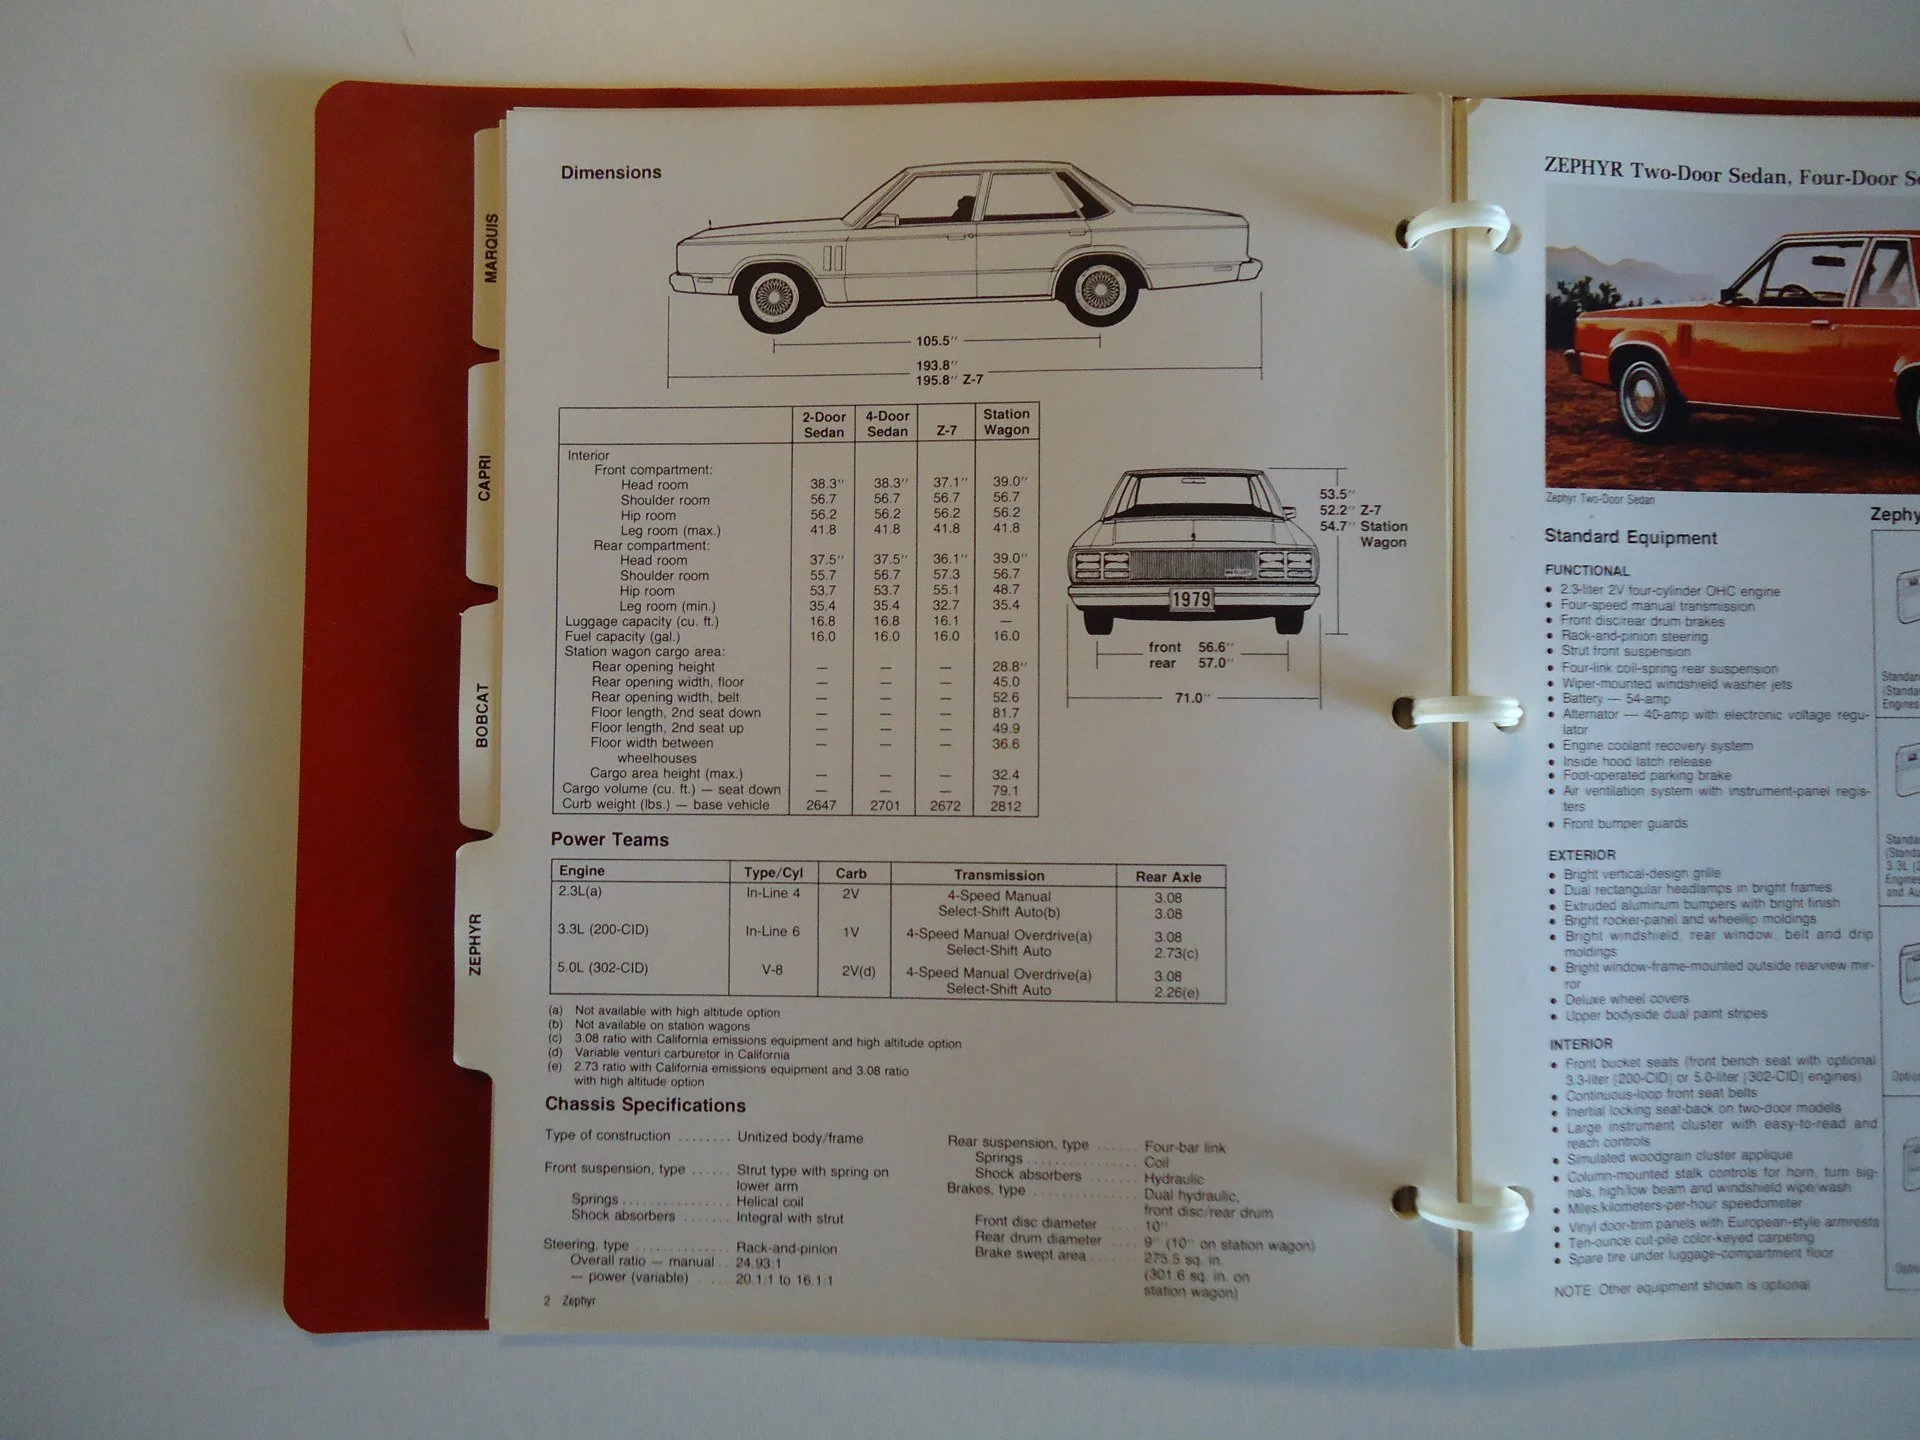 MARQUIS
CAPRI
BOBCAT
ZEPHYR
Dimensions
105.5"
193.8"
195.8" Z-7
2-Door Sedan 4-Door Sedan Z-7 Station Wagon
Interior
Front compartment:
Head room 38.3" 38.3" 37.1" 39.0"
Shoulder room 56.7 56.7 56.7 56.7
Hip room 56.2 56.2 56.2 56.2
Leg room (max.) 41.8 41.8 41.8 41.8
Rear compartment:
Head room 37.5" 37.5" 36.1" 39.0"
Shoulder room 55.7 56.7 57.3 56.7
Hip room 53.7 53.7 55.1 48.7
Leg room (min.) 35.4 35.4 32.7 35.4
Luggage capacity (cu. ft.) 16.8 16.8 16.1 —
Fuel capacity (gal.) 16.0 16.0 16.0 16.0
Station wagon cargo area:
Rear opening height — — — 28.8"
Rear opening width, floor — — — 45.0
Rear opening width, belt — — — 52.6
Floor length, 2nd seat down — — — 81.7
Floor length, 2nd seat up — — — 49.9
Floor width between — — — 36.6
wheelhouses
Cargo area height (max.) — — — 32.4
Cargo volume (cu. ft.) — seat down — — — 79.1
Curb weight (lbs.) — base vehicle 2647 2701 2672 2812
53.5"
52.2" Z-7
54.7" Station
Wagon
1979
front 56.6"
rear 57.0"
71.0"
Power Teams
Engine Type/Cyl Carb Transmission Rear Axle
2.3L(a) In-Line 4 2V 4-Speed Manual 3.08
Select-Shift Auto(b) 3.08
3.3L (200-CID) In-Line 6 1V 4-Speed Manual Overdrive(a) 3.08
Select-Shift Auto 2.73(c)
5.0L (302-CID) V-8 2V(d) 4-Speed Manual Overdrive(a) 3.08
Select-Shift Auto 2.26(e)
(a) Not available with high altitude option
(b) Not available on station wagons
(c) 3.08 ratio with California emissions equipment and high altitude option
(d) Variable venturi carburetor in California
(e) 2.73 ratio with California emissions equipment and 3.08 ratio
with high altitude option
Chassis Specifications
Type of construction ........ Unitized body/frame
Front suspension, type ...... Strut type with spring on
lower arm
Springs ............ Helical coil
Shock absorbers ....... Integral with strut
Steering, type ............. Rack-and-pinion
Overall ratio — manual .. 24.93:1
— power (variable) ..... 20.1:1 to 16.1:1
Rear suspension, type ...... Four-bar link
Springs ............... Coil
Shock absorbers ....... Hydraulic
Brakes, type .............. Dual hydraulic,
front disc/rear drum
Front disc diameter ..... 10"
Rear drum diameter .... 9" (10" on station wagon)
Brake swept area ...... 275.5 sq. in.
(301.6 sq. in. on
station wagon)
2 Zephyr
ZEPHYR Two-Door Sedan, Four-Door
Zephyr Two-Door Sedan
Standard Equipment
FUNCTIONAL
• 2.3-liter 2V four-cylinder OHC engine
• Four-speed manual transmission
• Front disc/rear drum brakes
• Rack-and-pinion steering
• Strut front suspension
• Four-link coil-spring rear suspension
• Wiper-mounted windshield washer jets
• Battery — 54-amp
• Alternator — 40-amp with electronic voltage regu-
lator
• Engine coolant recovery system
• Inside hood latch release
• Foot-operated parking brake
• Air ventilation system with instrument-panel regis-
ters
• Front bumper guards
EXTERIOR
• Bright vertical-design grille
• Dual rectangular headlamps in bright frames
• Extruded aluminum bumpers with bright finish
• Bright rocker-panel and wheellip moldings
• Bright windshield, rear window, belt and drip
moldings
• Bright window-frame-mounted outside rearview mir-
ror
• Deluxe wheel covers
• Upper bodyside dual paint stripes
INTERIOR
• Front bucket seats (front bench seat with optional
3.3-liter (200-CID) or 5.0-liter (302-CID) engines)
• Continuous-loop front seat belts
• Inertial locking seat-back on two-door models
• Large instrument cluster with easy-to-read and
reach controls
• Simulated woodgrain cluster applique
• Column-mounted stalk controls for horn, turn sig-
nals, high/low beam and windshield wipe/wash
• Miles/kilometers-per-hour speedometer
• Vinyl door-trim panels with European-style armrests
• Ten-ounce cut-pile color-keyed carpeting
• Spare tire under luggage-compartment floor
NOTE: Other equipment shown is optional
Zephy
Engines
3.3L
and Au